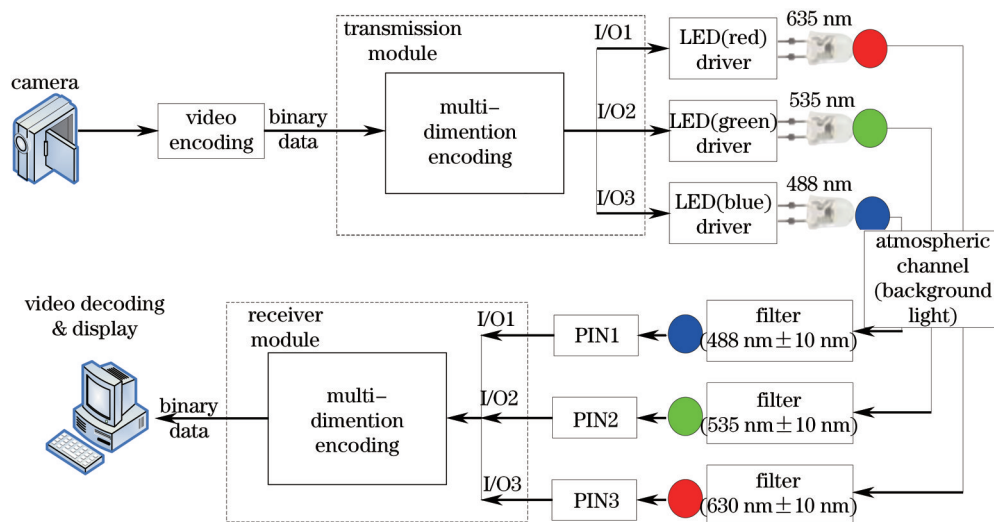 camera
video
encoding
binary
data
transmission
module
multi-
dimention
encoding
I/O1
I/O2
I/O3
LED(red)
driver
635 nm
LED(green)
driver
535 nm
LED(blue)
driver
488 nm
atmospheric
channel
(background
light)
filter
(488 nm±10 nm)
PIN1
I/O1
filter
(535 nm±10 nm)
PIN2
I/O2
filter
(630 nm±10 nm)
PIN3
I/O3
receiver
module
multi-
dimention
encoding
binary
data
video decoding
& display